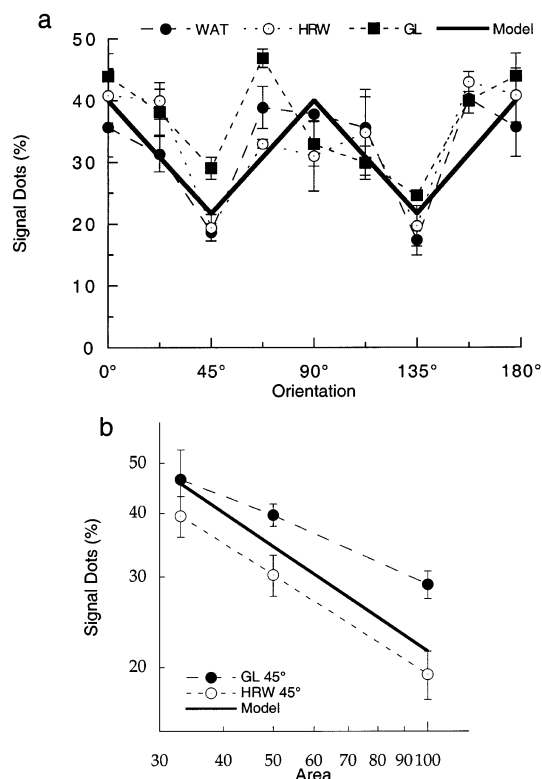 a
WAT HRW GL Model
50
40
30
20
10
0
Signal Dots (%)
0° 45° 90° 135° 180°
Orientation
b
50
40
30
20
Signal Dots (%)
GL 45°
HRW 45°
Model
30 40 50 60 70 80 90 100
Area